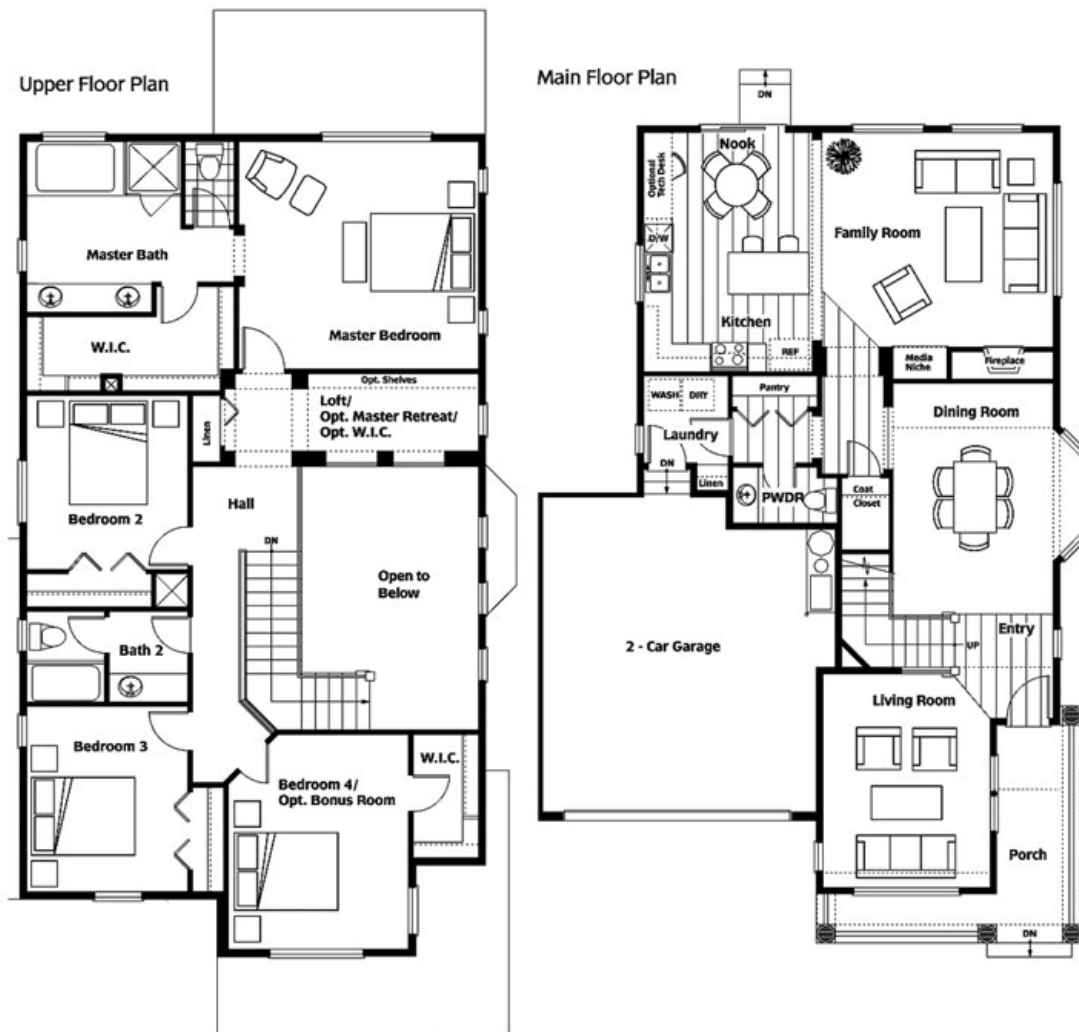 Upper Floor Plan
Master Bath
W.I.C.
Master Bedroom
Opt. Shelves
Loft/
Opt. Master Retreat/
Opt. W.I.C.
Linen
Bedroom 2
Hall
DN
Open to
Below
Bath 2
Bedroom 3
Bedroom 4/
Opt. Bonus Room
W.I.C.
Main Floor Plan
DN
Nook
Optional
Tech Desk
D/W
Family Room
Kitchen
REF
Media
Niche
Fireplace
WASH
DRY
Pantry
Dining Room
Laundry
DN
Linen
PWDR
Coat
Closet
2 - Car Garage
Entry
UP
Living Room
Porch
DN